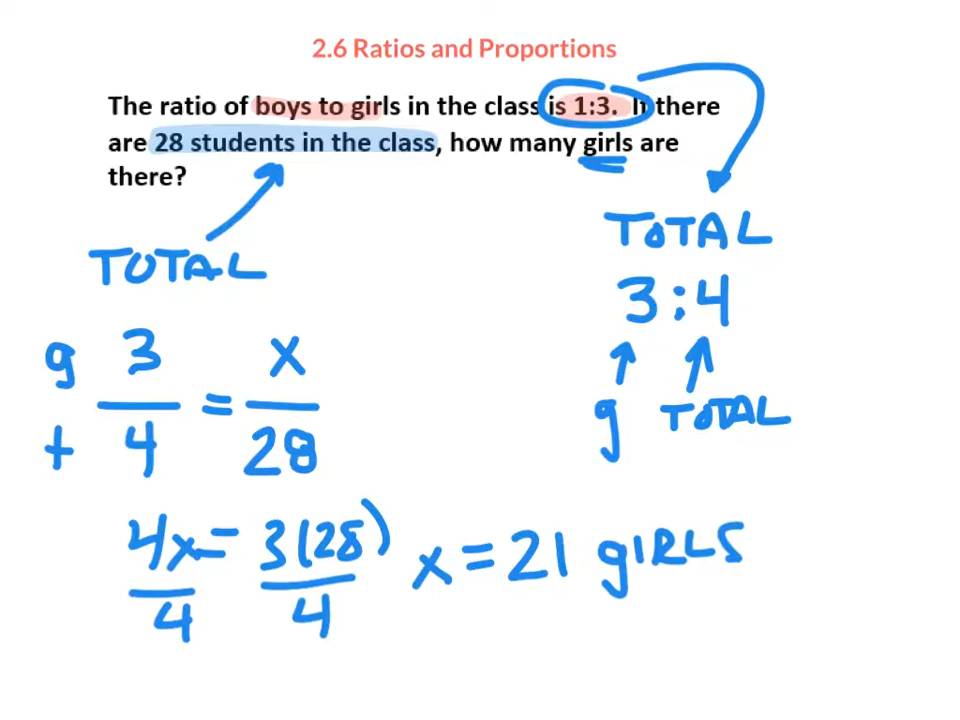 2.6 Ratios and Proportions
The ratio of boys to girls in the class is 1:3. If there
are 28 students in the class, how many girls are
there?
TOTAL
TOTAL
3:4
g TOTAL
g 3 = x
t 4 28
4x = 3(28) x = 21 gIRLS
4 4